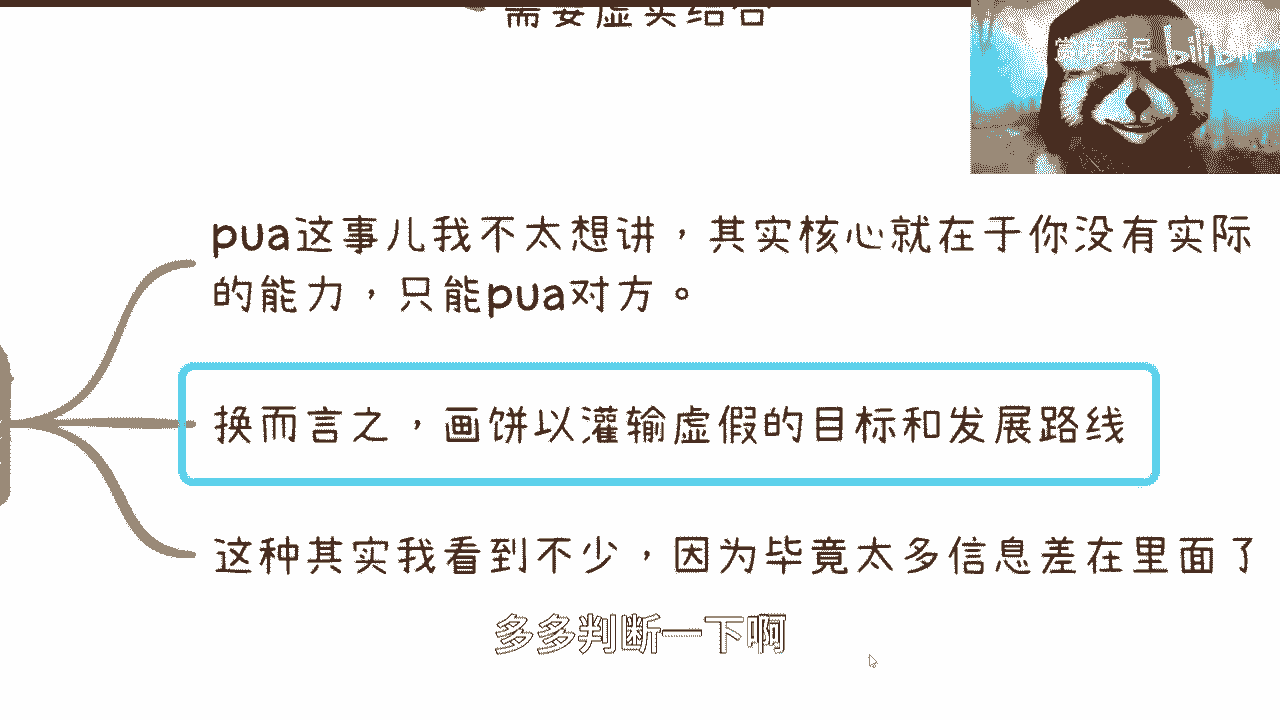 需要虚实结合
赏味不足 bilibili
pua这事儿我不太想讲，其实核心就在于你没有实际
的能力，只能pua对方。
换而言之，画饼以灌输虚假的目标和发展路线
这种其实我看到不少，因为毕竟太多信息差在里面了
多多判断一下啊